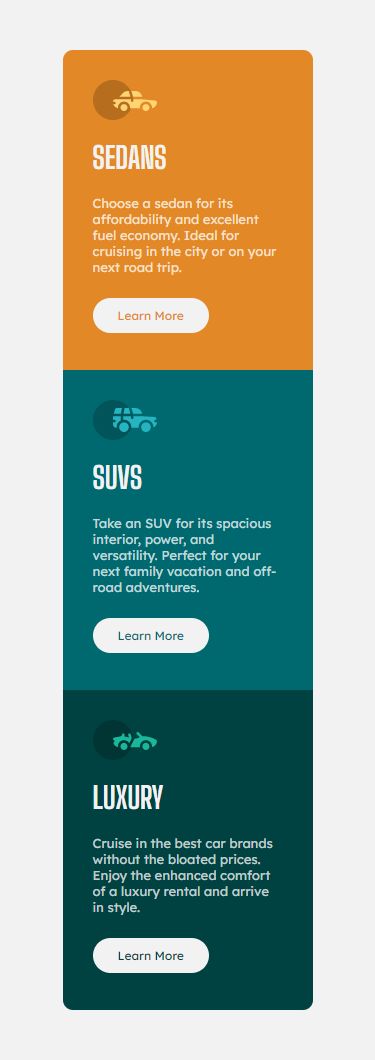 SEDANS
Choose a sedan for its
affordability and excellent
fuel economy. Ideal for
cruising in the city or on your
next road trip.
Learn More
SUVS
Take an SUV for its spacious
interior, power, and
versatility. Perfect for your
next family vacation and off-
road adventures.
Learn More
LUXURY
Cruise in the best car brands
without the bloated prices.
Enjoy the enhanced comfort
of a luxury rental and arrive
in style.
Learn More